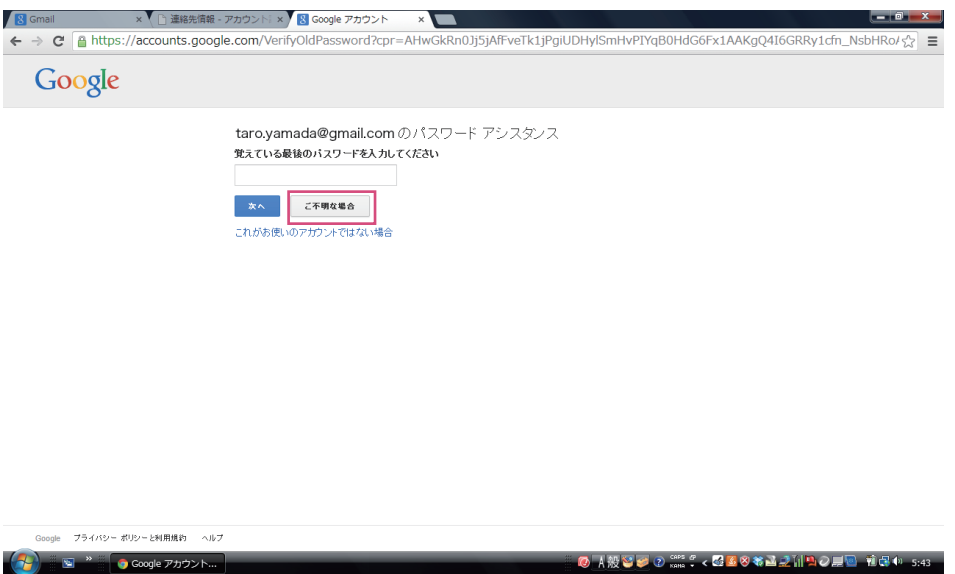 Gmail
連絡先情報 - アカウント
Google アカウント
https://accounts.google.com/VerifyOldPassword?cpr=AHwGkRn0Jj5jAfFveTk1jPgiUDHylSmHvPIYqB0HdG6Fx1AAKgQ4I6GRRy1cfn_NsbHRoA
Google
taro.yamada@gmail.com のパスワード アシスタンス
覚えている最後のパスワードを入力してください
次へ
ご不明な場合
これがお使いのアカウントではない場合
Google プライバシー ポリシーと利用規約 ヘルプ
Google アカウント...
A 般
CAPS
KANA
5:43